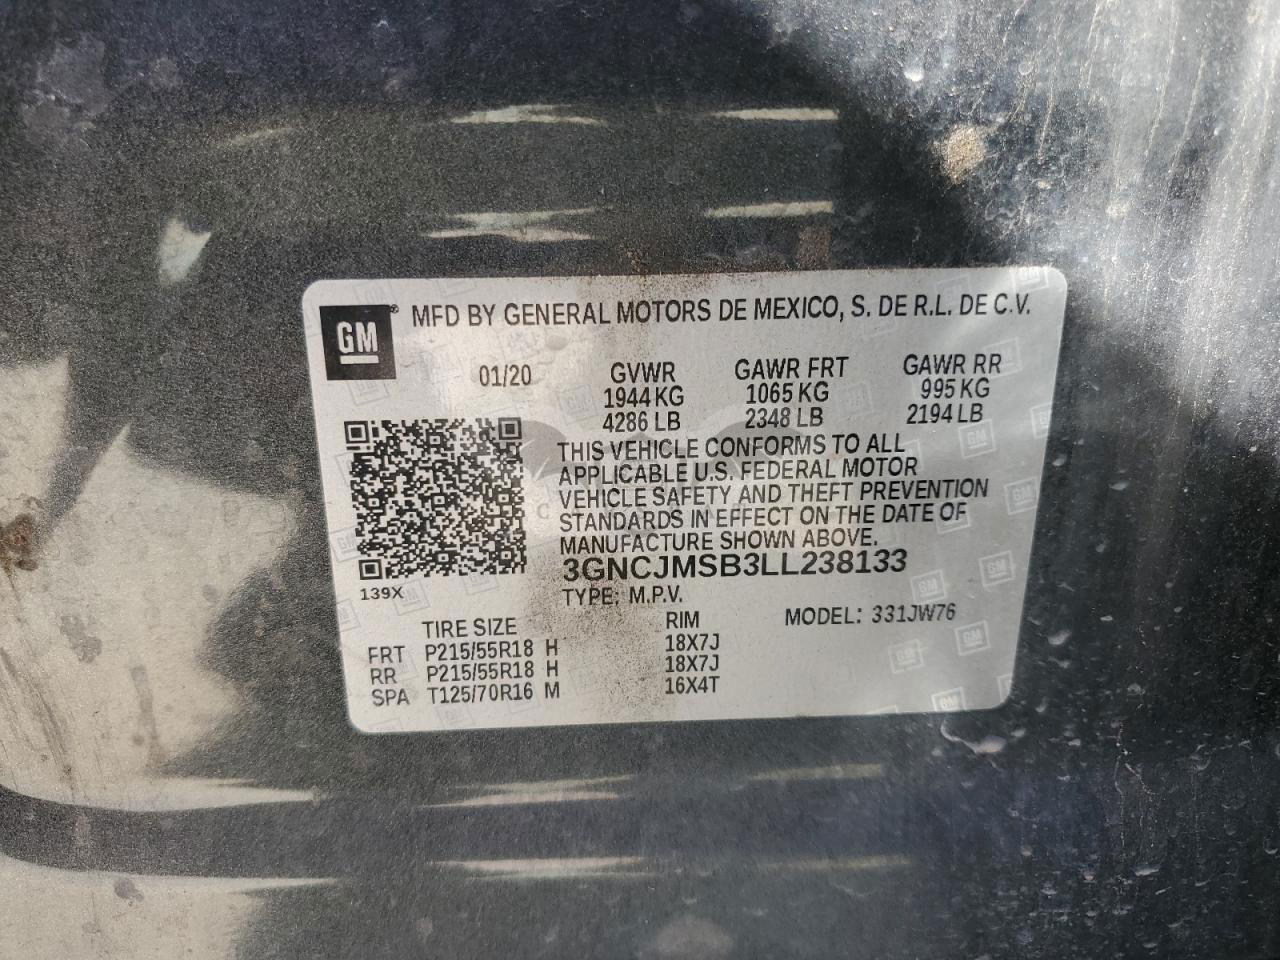 GM ® MFD BY GENERAL MOTORS DE MEXICO, S. DE R.L. DE C.V.
01/20 GVWR GAWR FRT GAWR RR
1944 KG 1065 KG 995 KG
4286 LB 2348 LB 2194 LB
THIS VEHICLE CONFORMS TO ALL
APPLICABLE U.S. FEDERAL MOTOR
VEHICLE SAFETY AND THEFT PREVENTION
STANDARDS IN EFFECT ON THE DATE OF
MANUFACTURE SHOWN ABOVE.
3GNCJMSB3LL238133
139X TYPE: M.P.V.
TIRE SIZE RIM MODEL: 331JW76
FRT P215/55R18 H 18X7J
RR P215/55R18 H 18X7J
SPA T125/70R16 M 16X4T